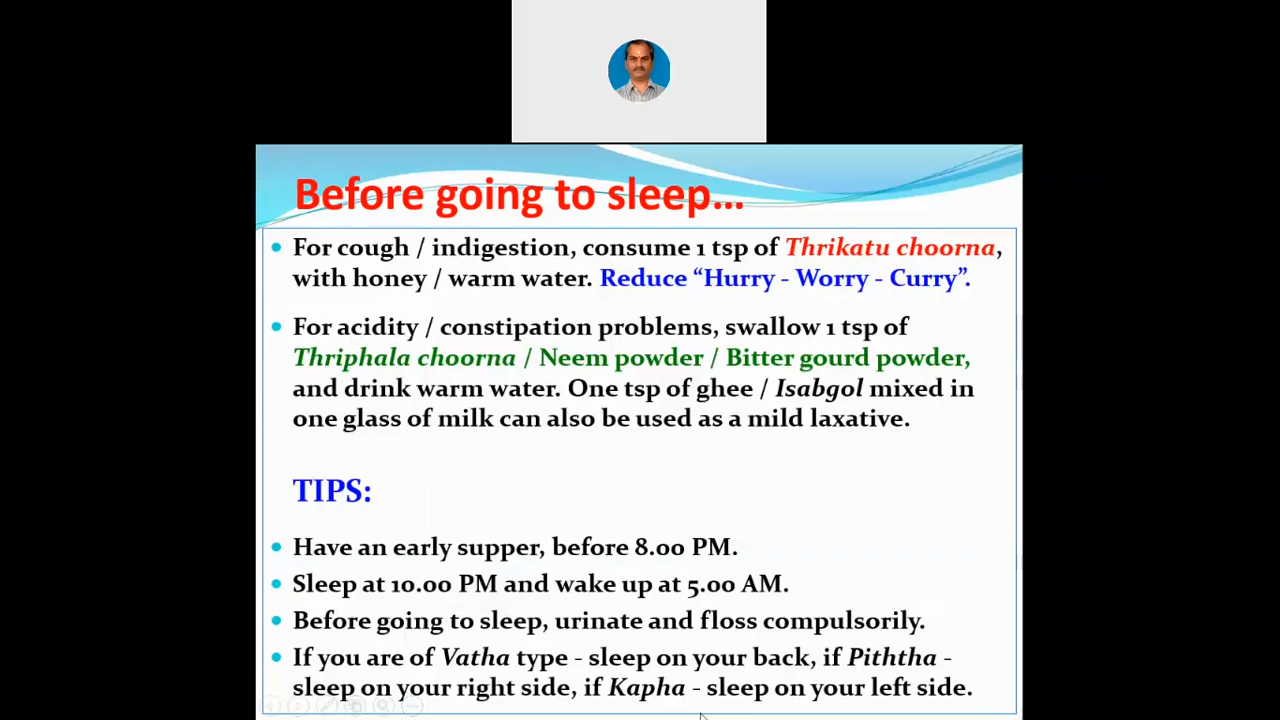 Before going to sleep...
For cough / indigestion, consume 1 tsp of Thrikatu choorna,
with honey / warm water. Reduce “Hurry - Worry - Curry”.
For acidity / constipation problems, swallow 1 tsp of
Thriphala choorna / Neem powder / Bitter gourd powder,
and drink warm water. One tsp of ghee / Isabgol mixed in
one glass of milk can also be used as a mild laxative.
TIPS:
Have an early supper, before 8.00 PM.
Sleep at 10.00 PM and wake up at 5.00 AM.
Before going to sleep, urinate and floss compulsorily.
If you are of Vatha type - sleep on your back, if Piththa -
sleep on your right side, if Kapha - sleep on your left side.